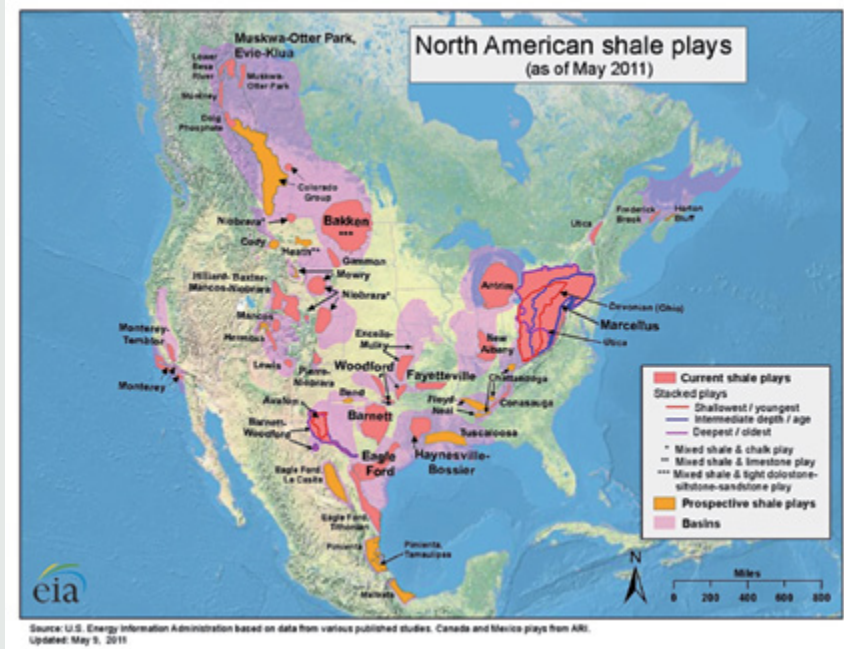 North American shale plays
(as of May 2011)
Muskwa-Otter Park,
Evie-Klua
Lower
Besa
River
Muskwa-
Otter Park
Montney
Doig
Phosphate
Colorado
Group
Niobrara*
Bakken
***
Cody
Heath**
Gammon
Mowry
Niobrara*
Hilliard-Baxter-
Mancos-Niobrara
Mancos
Hermosa
Lewis
Pierre-
Niobrara
Monterey-
Temblor
Monterey
Excello-
Mulky
Woodford
Fayetteville
Bend
Avalon
Barnett
Barnett-
Woodford
Floyd-
Neal
Chattanooga
Conasauga
Tuscaloosa
Haynesville-
Bossier
Eagle
Ford
Eagle Ford,
La Casita
Eagle Ford,
Tithonian
Pimienta
Pimienta,
Tamaulipas
Maltrata
Antrim
New
Albany
Devonian (Ohio)
Marcellus
Utica
Utica
Frederick
Brook
Horton
Bluff
Current shale plays
Stacked plays
Shallowest / youngest
Intermediate depth / age
Deepest / oldest
* Mixed shale & chalk play
** Mixed shale & limestone play
*** Mixed shale & tight dolostone-
siltstone-sandstone play
Prospective shale plays
Basins
N
Miles
0 200 400 600 800
eia
Source: U.S. Energy Information Administration based on data from various published studies. Canada and Mexico plays from ARI.
Updated: May 9, 2011